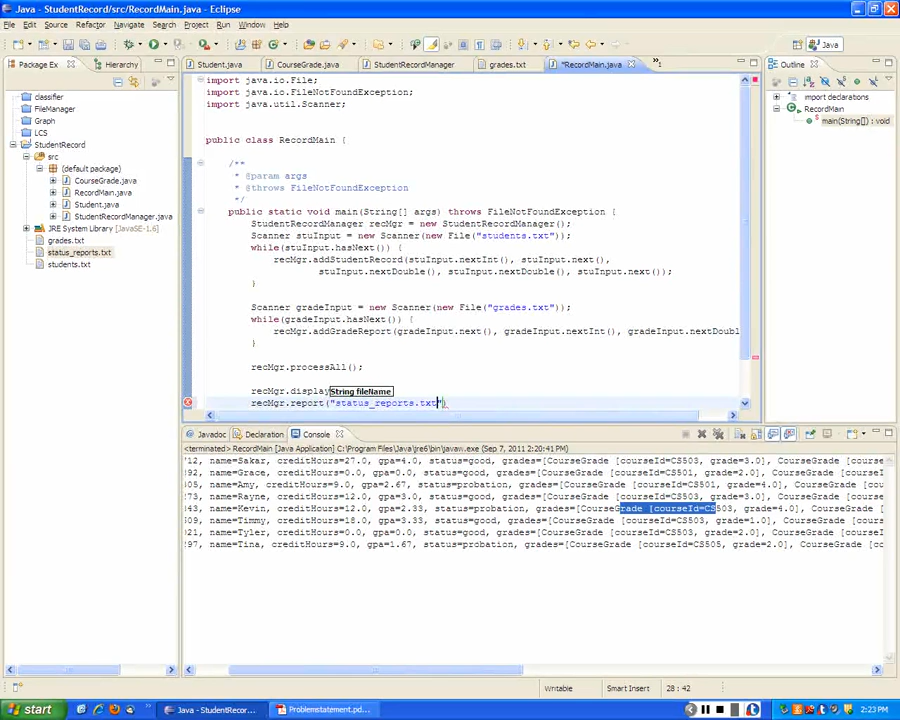 Java - StudentRecord/src/RecordMain.java - Eclipse
File Edit Source Refactor Navigate Search Project Run Window Help
Java
Package Ex Hierarchy
Student.java CourseGrade.java StudentRecordManager grades.txt *RecordMain.java »1
Outline
classifier
FileManager
Graph
LCS
StudentRecord
src
(default package)
CourseGrade.java
RecordMain.java
Student.java
StudentRecordManager.java
JRE System Library [JavaSE-1.6]
grades.txt
status_reports.txt
students.txt
import java.io.File;
import java.io.FileNotFoundException;
import java.util.Scanner;
public class RecordMain {
/**
* @param args
* @throws FileNotFoundException
*/
public static void main(String[] args) throws FileNotFoundException {
StudentRecordManager recMgr = new StudentRecordManager();
Scanner stuInput = new Scanner(new File("students.txt"));
while(stuInput.hasNext()) {
recMgr.addStudentRecord(stuInput.nextInt(), stuInput.next(),
stuInput.nextDouble(), stuInput.nextDouble(), stuInput.next());
}
Scanner gradeInput = new Scanner(new File("grades.txt"));
while(gradeInput.hasNext()) {
recMgr.addGradeReport(gradeInput.next(), gradeInput.nextInt(), gradeInput.nextDoubl
}
recMgr.processAll();
recMgr.display
String fileName
recMgr.report("status_reports.txt")
mport declarations
RecordMain
main(String[]) : void
Javadoc Declaration Console
<terminated> RecordMain [Java Application] C:\Program Files\Java\jre6\bin\javaw.exe (Sep 7, 2011 2:20:41 PM)
712, name=Sakar, creditHours=27.0, gpa=4.0, status=good, grades=[CourseGrade [courseId=CS503, grade=3.0], CourseGrade [cours
392, name=Grace, creditHours=0.0, gpa=0.0, status=good, grades=[CourseGrade [courseId=CS501, grade=2.0], CourseGrade [course
305, name=Amy, creditHours=9.0, gpa=2.67, status=good, grades=[CourseGrade [courseId=CS501, grade=4.0], CourseGrade [courseI
273, name=Rayne, creditHours=12.0, gpa=3.0, status=good, grades=[CourseGrade [courseId=CS503, grade=3.0], CourseGrade [cours
343, name=Kevin, creditHours=12.0, gpa=2.33, status=probation, grades=[CourseGrade [courseId=CS503, grade=4.0], CourseGrade [
509, name=Timmy, creditHours=18.0, gpa=2.33, status=good, grades=[CourseGrade [courseId=CS503, grade=1.0], CourseGrade [cour
021, name=Tyler, creditHours=0.0, gpa=0.0, status=good, grades=[CourseGrade [courseId=CS503, grade=2.0], CourseGrade [course
297, name=Tina, creditHours=9.0, gpa=1.67, status=probation, grades=[CourseGrade [courseId=CS505, grade=2.0], CourseGrade [co
Writable Smart Insert 28 : 42
start Java - StudentRecor... Problemstatement.pd... 2:23 PM